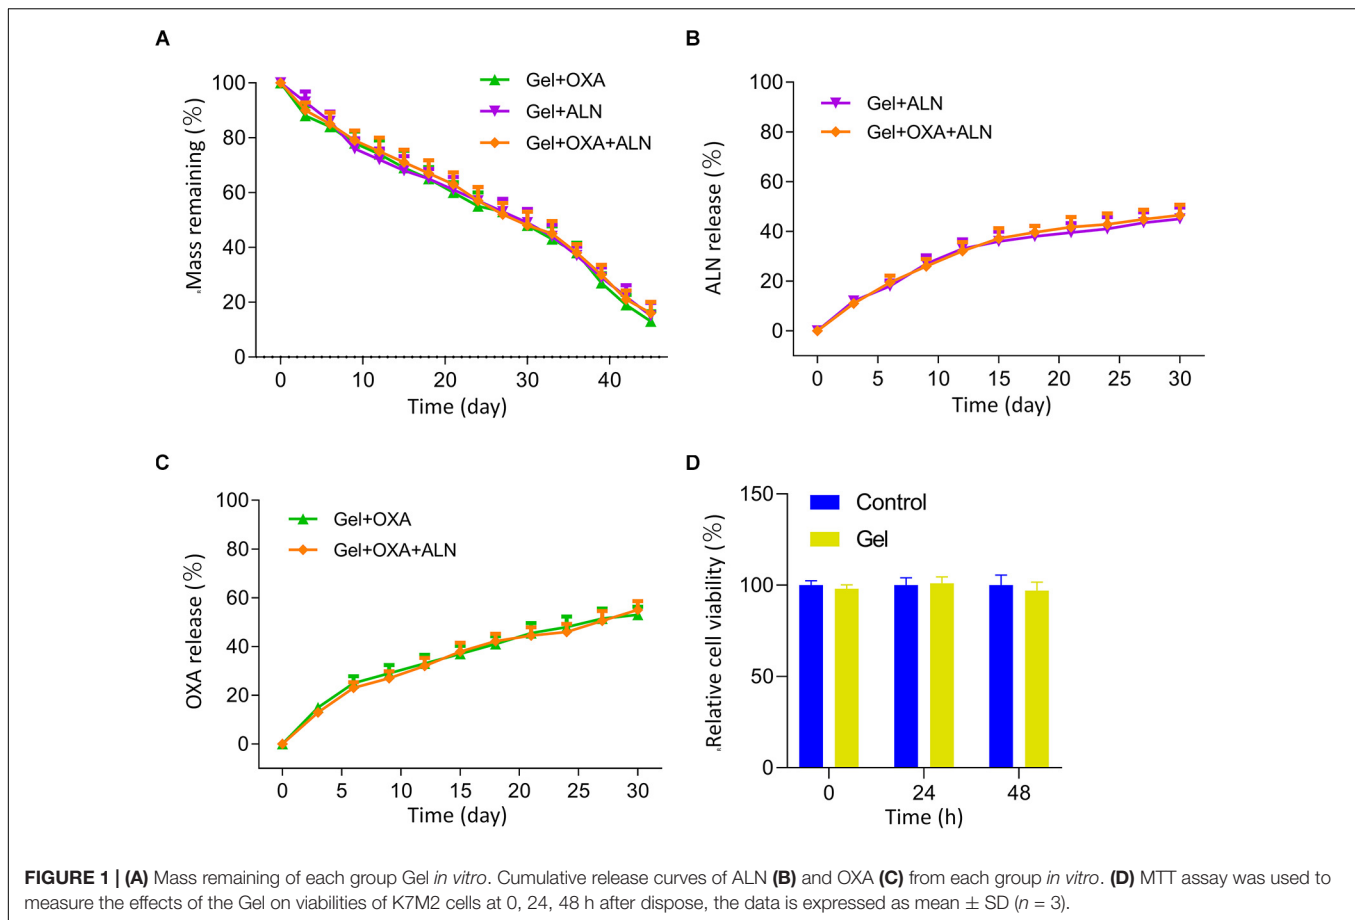 A
Gel+OXA
Gel+ALN
Gel+OXA+ALN
Mass remaining (%)
100
80
60
40
20
0
0 10 20 30 40
Time (day)
B
Gel+ALN
Gel+OXA+ALN
ALN release (%)
100
80
60
40
20
0
0 5 10 15 20 25 30
Time (day)
C
Gel+OXA
Gel+OXA+ALN
OXA release (%)
100
80
60
40
20
0
0 5 10 15 20 25 30
Time (day)
D
Control
Gel
Relative cell viability (%)
150
100
50
0
0 24 48
Time (h)
FIGURE 1 | (A) Mass remaining of each group Gel in vitro. Cumulative release curves of ALN (B) and OXA (C) from each group in vitro. (D) MTT assay was used to
measure the effects of the Gel on viabilities of K7M2 cells at 0, 24, 48 h after dispose, the data is expressed as mean ± SD (n = 3).